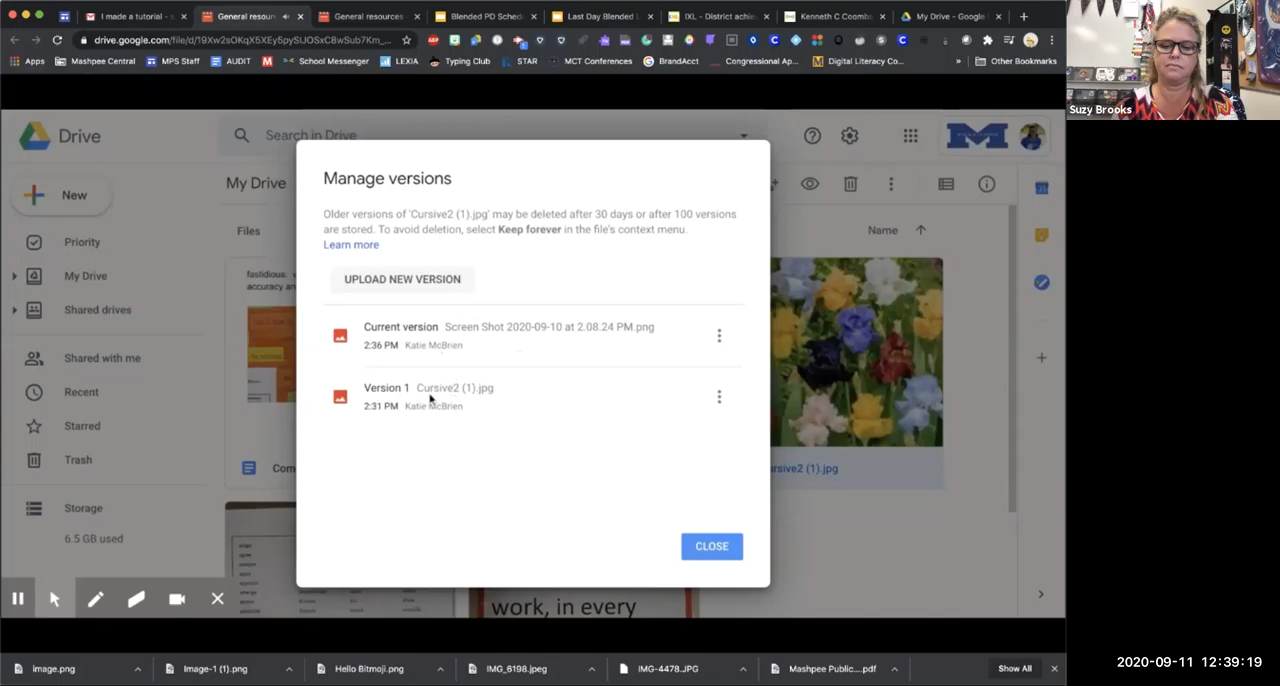 I made a tutorial -
General resour
General resources
Blended PD Sched
Last Day Blended
IXL - District achie
Kenneth C Coomb
My Drive - Google
drive.google.com/file/d/
Apps
Mashpee Central
MPS Staff
AUDIT
School Messenger
LEXIA
Typing Club
STAR
MCT Conferences
BrandAcct
Congressional Ap...
Digital Literacy Co...
Other Bookmarks
Suzy Brooks
Drive
Search in Drive
New
My Drive
Manage versions
Older versions of 'Cursive2 (1).jpg' may be deleted after 30 days or after 100 versions
are stored. To avoid deletion, select Keep forever in the file's context menu.
Learn more
Priority
Files
Name
UPLOAD NEW VERSION
My Drive
fastidious.
accuracy an
Shared drives
Current version Screen Shot 2020-09-10 at 2.08.24 PM.png
2:36 PM Katie McBrien
Shared with me
Recent
Version 1 Cursive2 (1).jpg
2:31 PM Katie McBrien
Starred
Trash
Com
ursive2 (1).jpg
Storage
6.5 GB used
CLOSE
work, in every
image.png
Image-1 (1).png
Hello Bitmoji.png
IMG_6198.jpeg
IMG-4478.JPG
Mashpee Public....pdf
Show All
2020-09-11 12:39:19